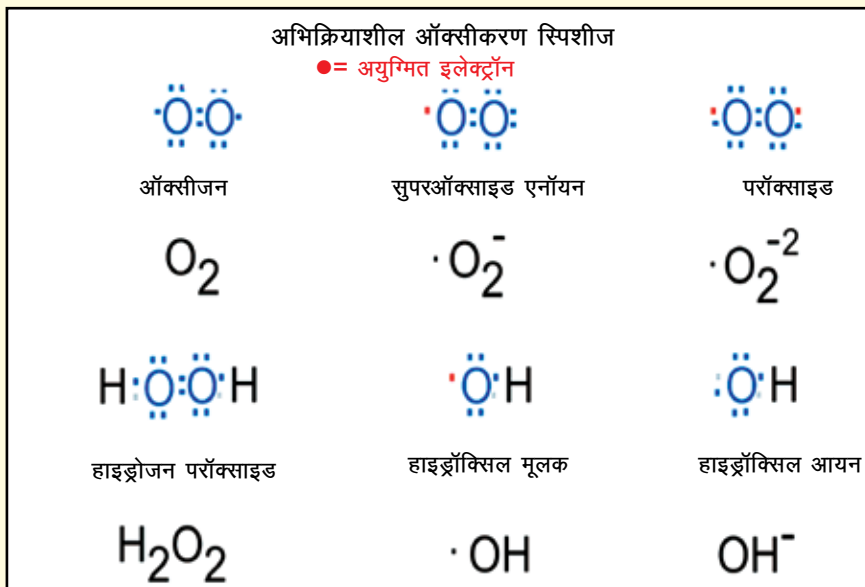 अभिक्रियाशील ऑक्सीकरण स्पिशीज
●= अयुग्मित इलेक्ट्रॉन
·Ö:Ö· ·Ö:Ö: :Ö:Ö:
ऑक्सीजन सुपरऑक्साइड एनॉयन परॉक्साइड
O₂ ·O₂⁻ ·O₂⁻²
H:Ö:Ö:H ·Ö:H :Ö:H
हाइड्रोजन परॉक्साइड हाइड्रॉक्सिल मूलक हाइड्रॉक्सिल आयन
H₂O₂ ·OH OH⁻